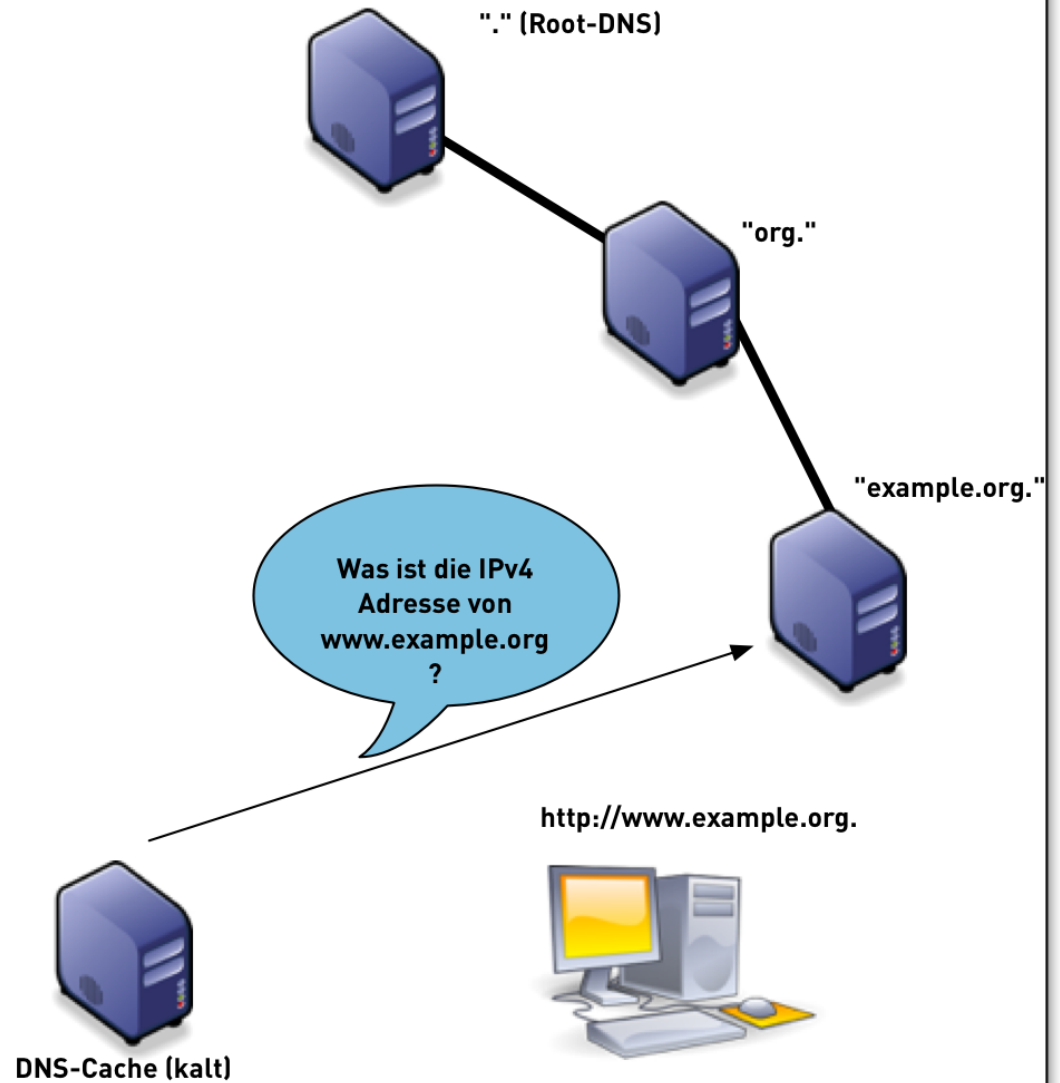 "." (Root-DNS)
"org."
"example.org."
Was ist die IPv4
Adresse von
www.example.org
?
http://www.example.org.
DNS-Cache (kalt)